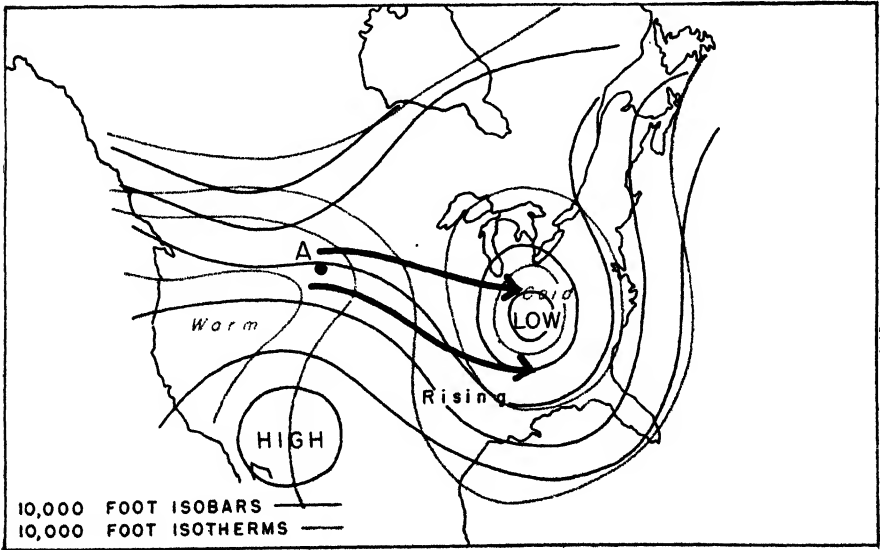 A
Cold
LOW
Warm
Rising
HIGH
10,000 FOOT ISOBARS
10,000 FOOT ISOTHERMS